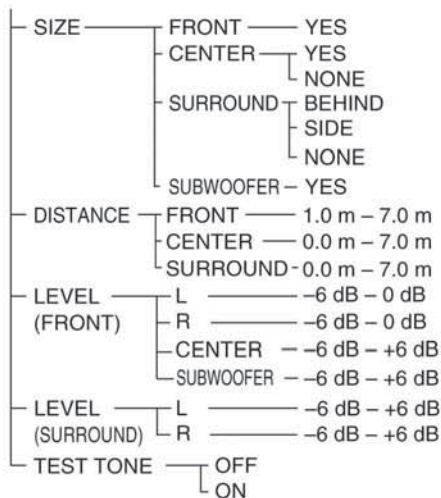 SIZE FRONT YES
CENTER YES
NONE
SURROUND BEHIND
SIDE
NONE
SUBWOOFER YES
DISTANCE FRONT 1.0 m – 7.0 m
CENTER 0.0 m – 7.0 m
SURROUND 0.0 m – 7.0 m
LEVEL L –6 dB – 0 dB
(FRONT) R –6 dB – 0 dB
CENTER –6 dB – +6 dB
SUBWOOFER –6 dB – +6 dB
LEVEL L –6 dB – +6 dB
(SURROUND) R –6 dB – +6 dB
TEST TONE OFF
ON